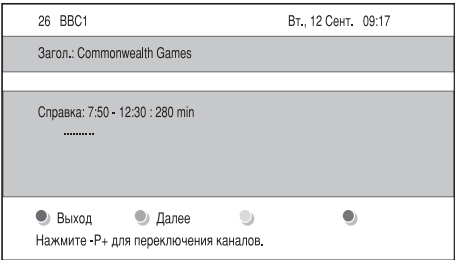 26 BBC1 Вт., 12 Сент. 09:17
Загол.: Commonwealth Games
Справка: 7:50 - 12:30 : 280 min
..........
Выход Далее
Нажмите -P+ для переключения каналов.